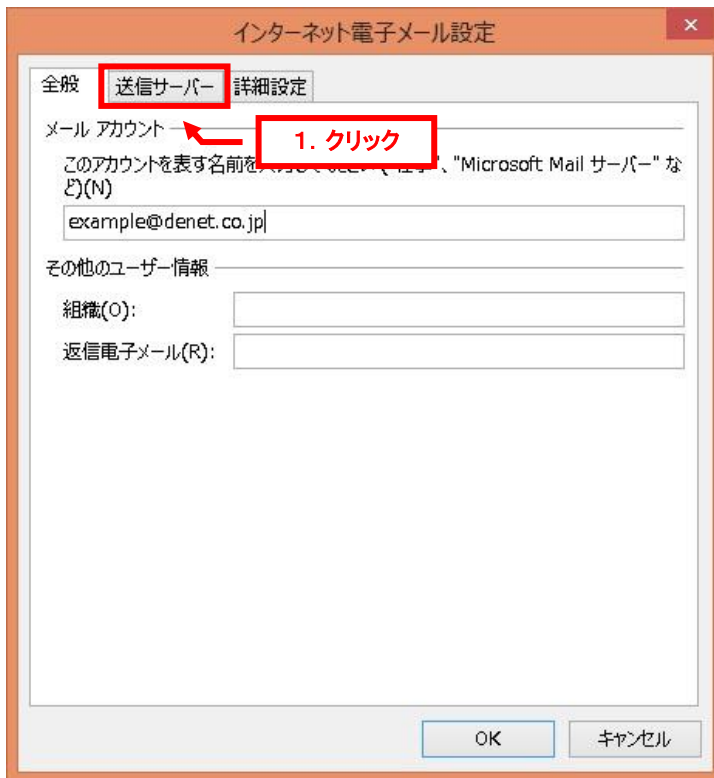 インターネット電子メール設定
全般 送信サーバー 詳細設定
メール アカウント
1. クリック
このアカウントを表す名前を、"Microsoft Mail サーバー" な
ど)(N)
example@denet.co.jp
その他のユーザー情報
組織(O):
返信電子メール(R):
OK キャンセル